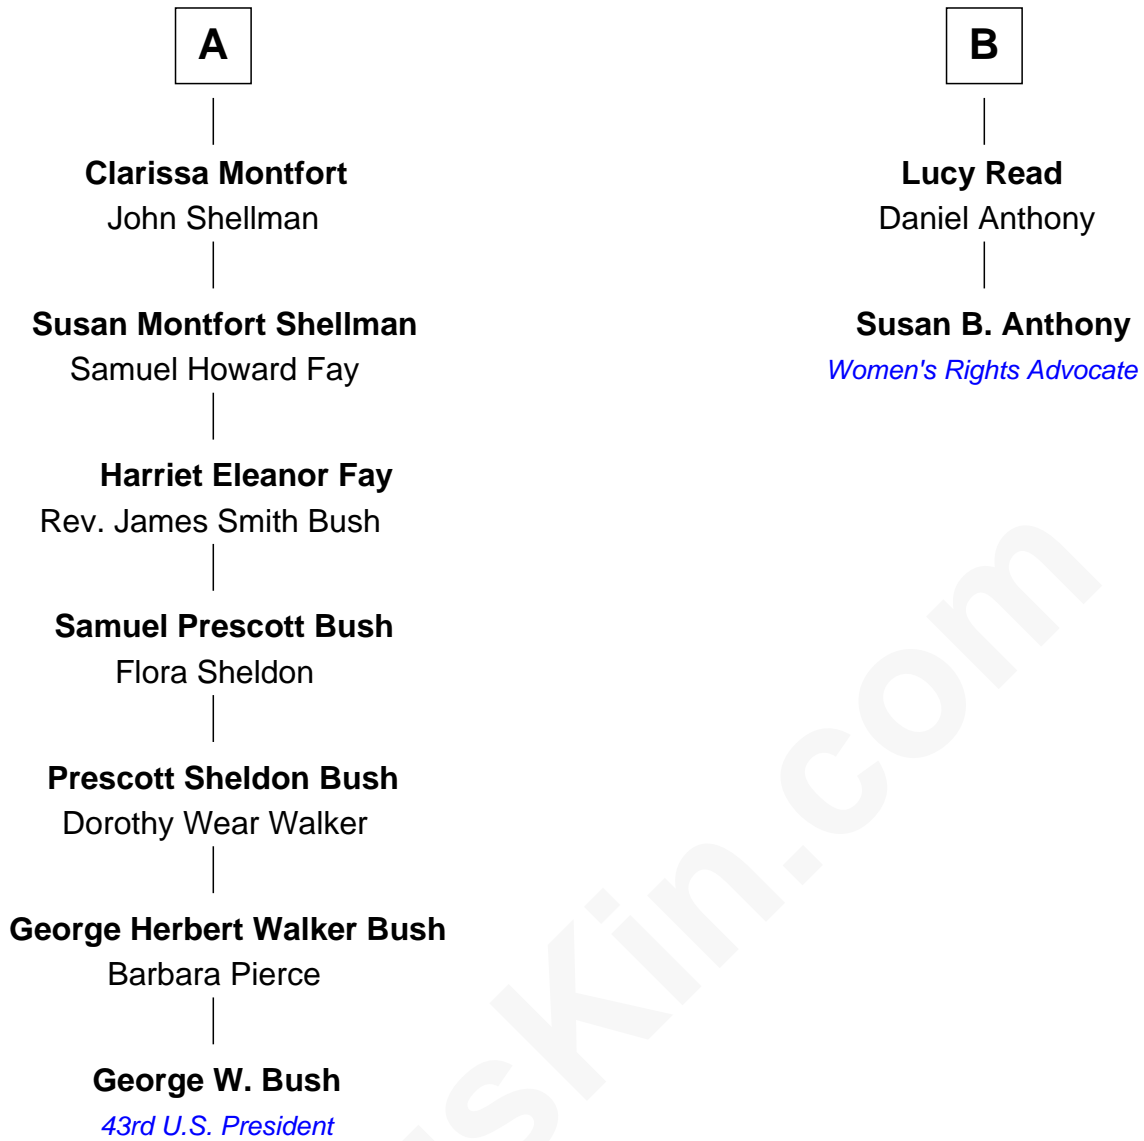 A
Clarissa Montfort
John Shellman
Susan Montfort Shellman
Samuel Howard Fay
Harriet Eleanor Fay
Rev. James Smith Bush
Samuel Prescott Bush
Flora Sheldon
Prescott Sheldon Bush
Dorothy Wear Walker
George Herbert Walker Bush
Barbara Pierce
George W. Bush
43rd U.S. President
B
Lucy Read
Daniel Anthony
Susan B. Anthony
Women's Rights Advocate
usKin.com